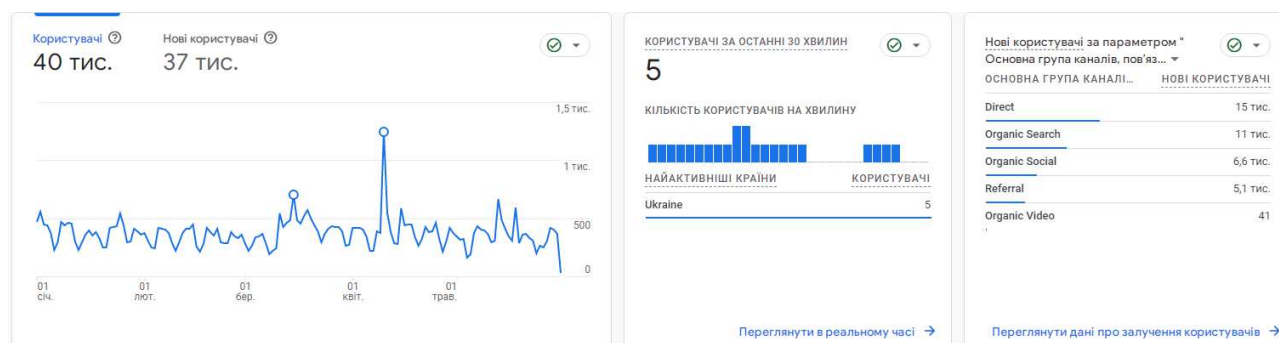 Користувачі
40 тис.
Нові користувачі
37 тис.
1,5 тис.
1 тис.
500
0
01 січ.
01 лют.
01 бер.
01 квіт.
01 трав.
КОРИСТУВАЧІ ЗА ОСТАННІ 30 ХВИЛИН
5
КІЛЬКІСТЬ КОРИСТУВАЧІВ НА ХВИЛИНУ
НАЙАКТИВНІШІ КРАЇНИ КОРИСТУВАЧІ
Ukraine 5
Переглянути в реальному часі
Нові користувачі за параметром "
Основна група каналів, пов'яз...
ОСНОВНА ГРУПА КАНАЛІ... НОВІ КОРИСТУВАЧІ
Direct 15 тис.
Organic Search 11 тис.
Organic Social 6,6 тис.
Referral 5,1 тис.
Organic Video 41
Переглянути дані про залучення користувачів